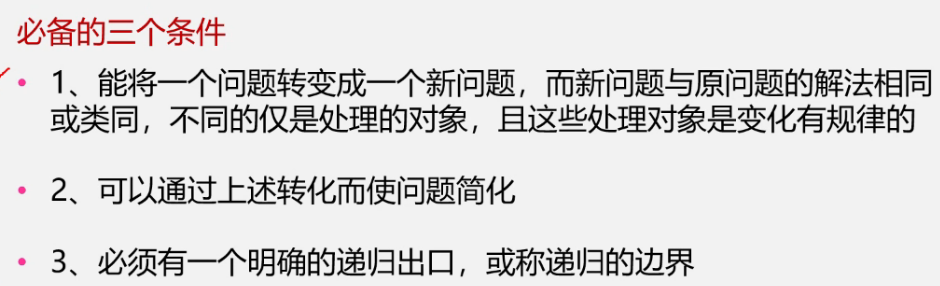 必备的三个条件
• 1、能将一个问题转变成一个新问题，而新问题与原问题的解法相同
或类同，不同的仅是处理的对象，且这些处理对象是变化有规律的
• 2、可以通过上述转化而使问题简化
• 3、必须有一个明确的递归出口，或称递归的边界